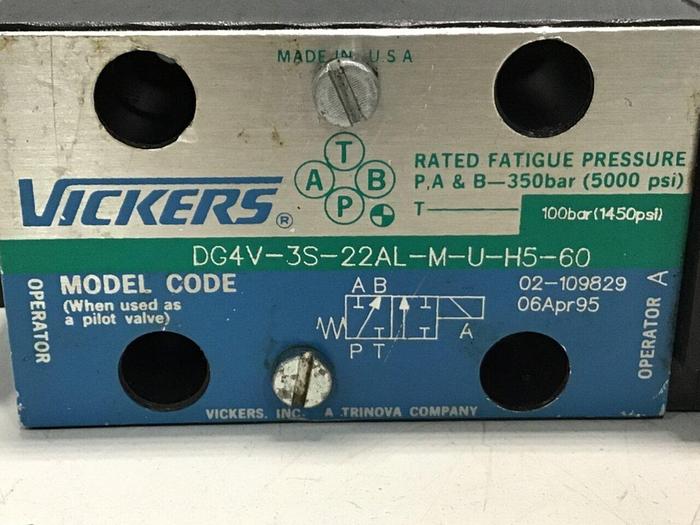 MADE IN U.S.A
T
A B
P
VICKERS®
RATED FATIGUE PRESSURE
P,A & B—350bar (5000 psi)
T— 100bar(1450psi)
DG4V-3S-22AL-M-U-H5-60
OPERATOR
MODEL CODE
(When used as
a pilot valve)
A B
A
P T
02-109829
06Apr95
OPERATOR A
VICKERS, INC. A TRINOVA COMPANY